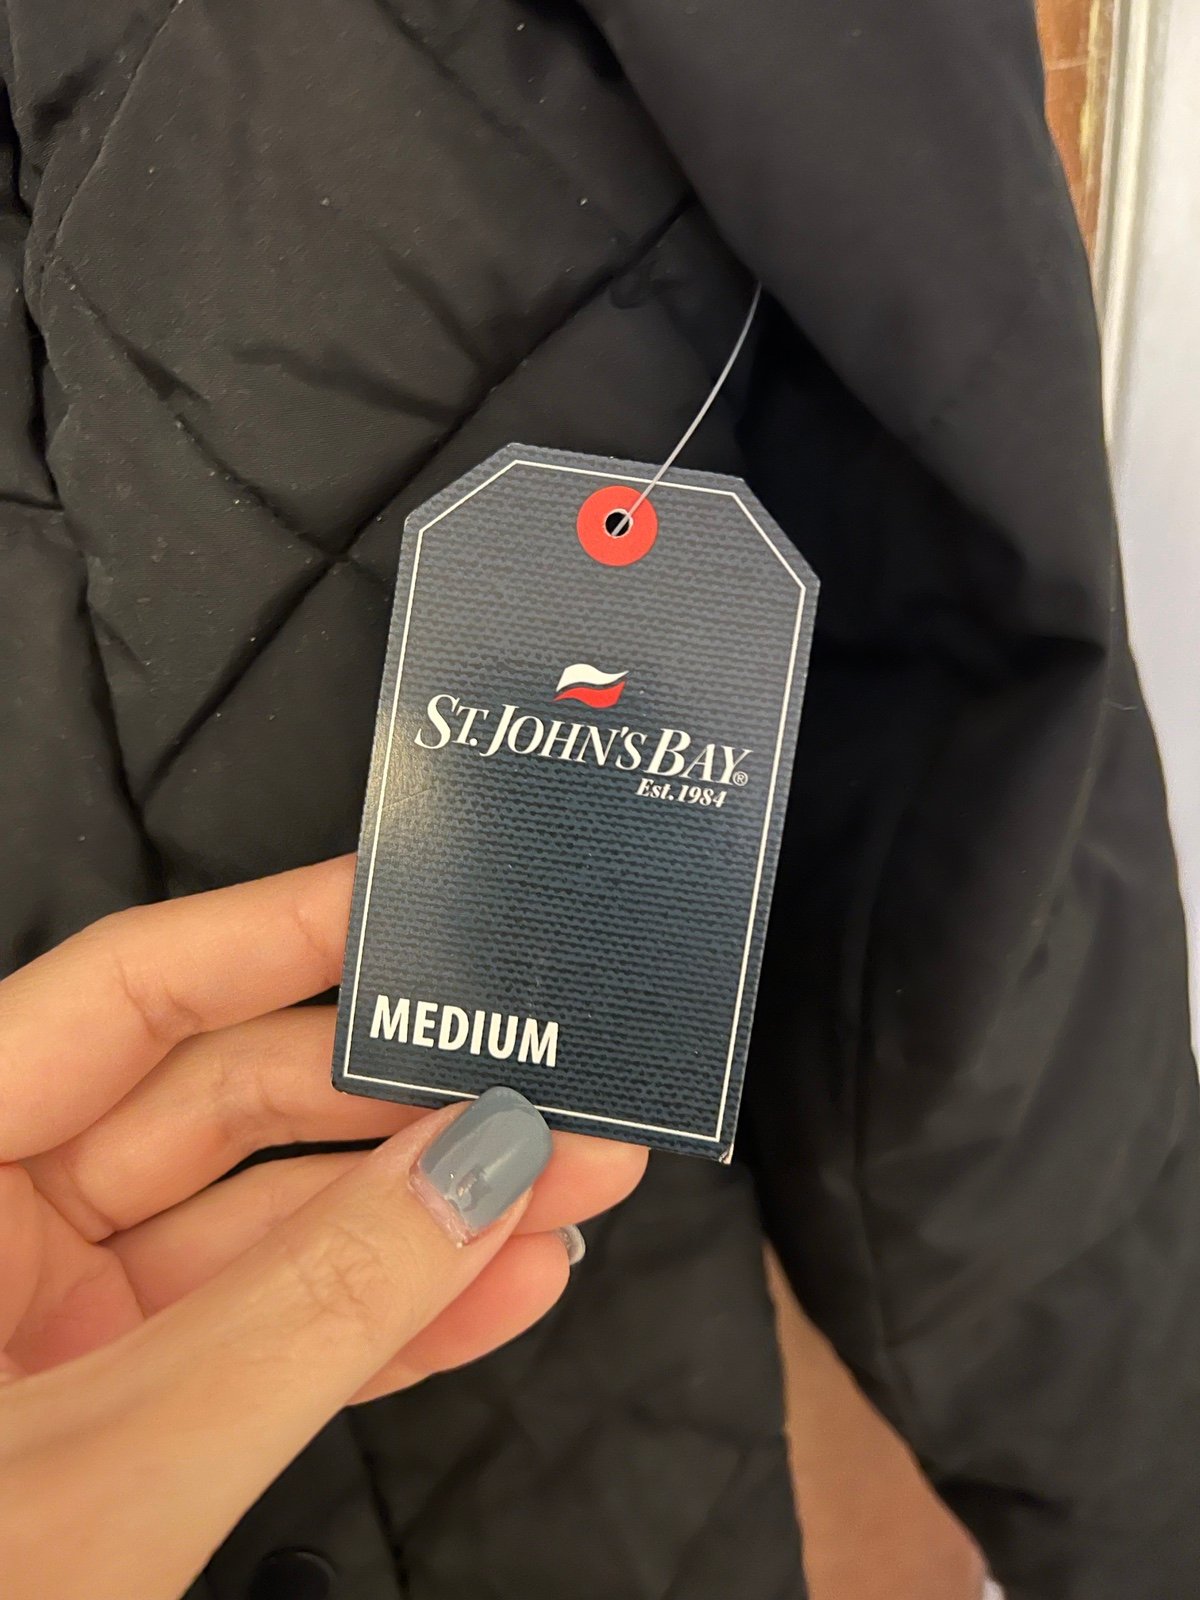 ST. JOHN'S BAY®
Est. 1984
MEDIUM